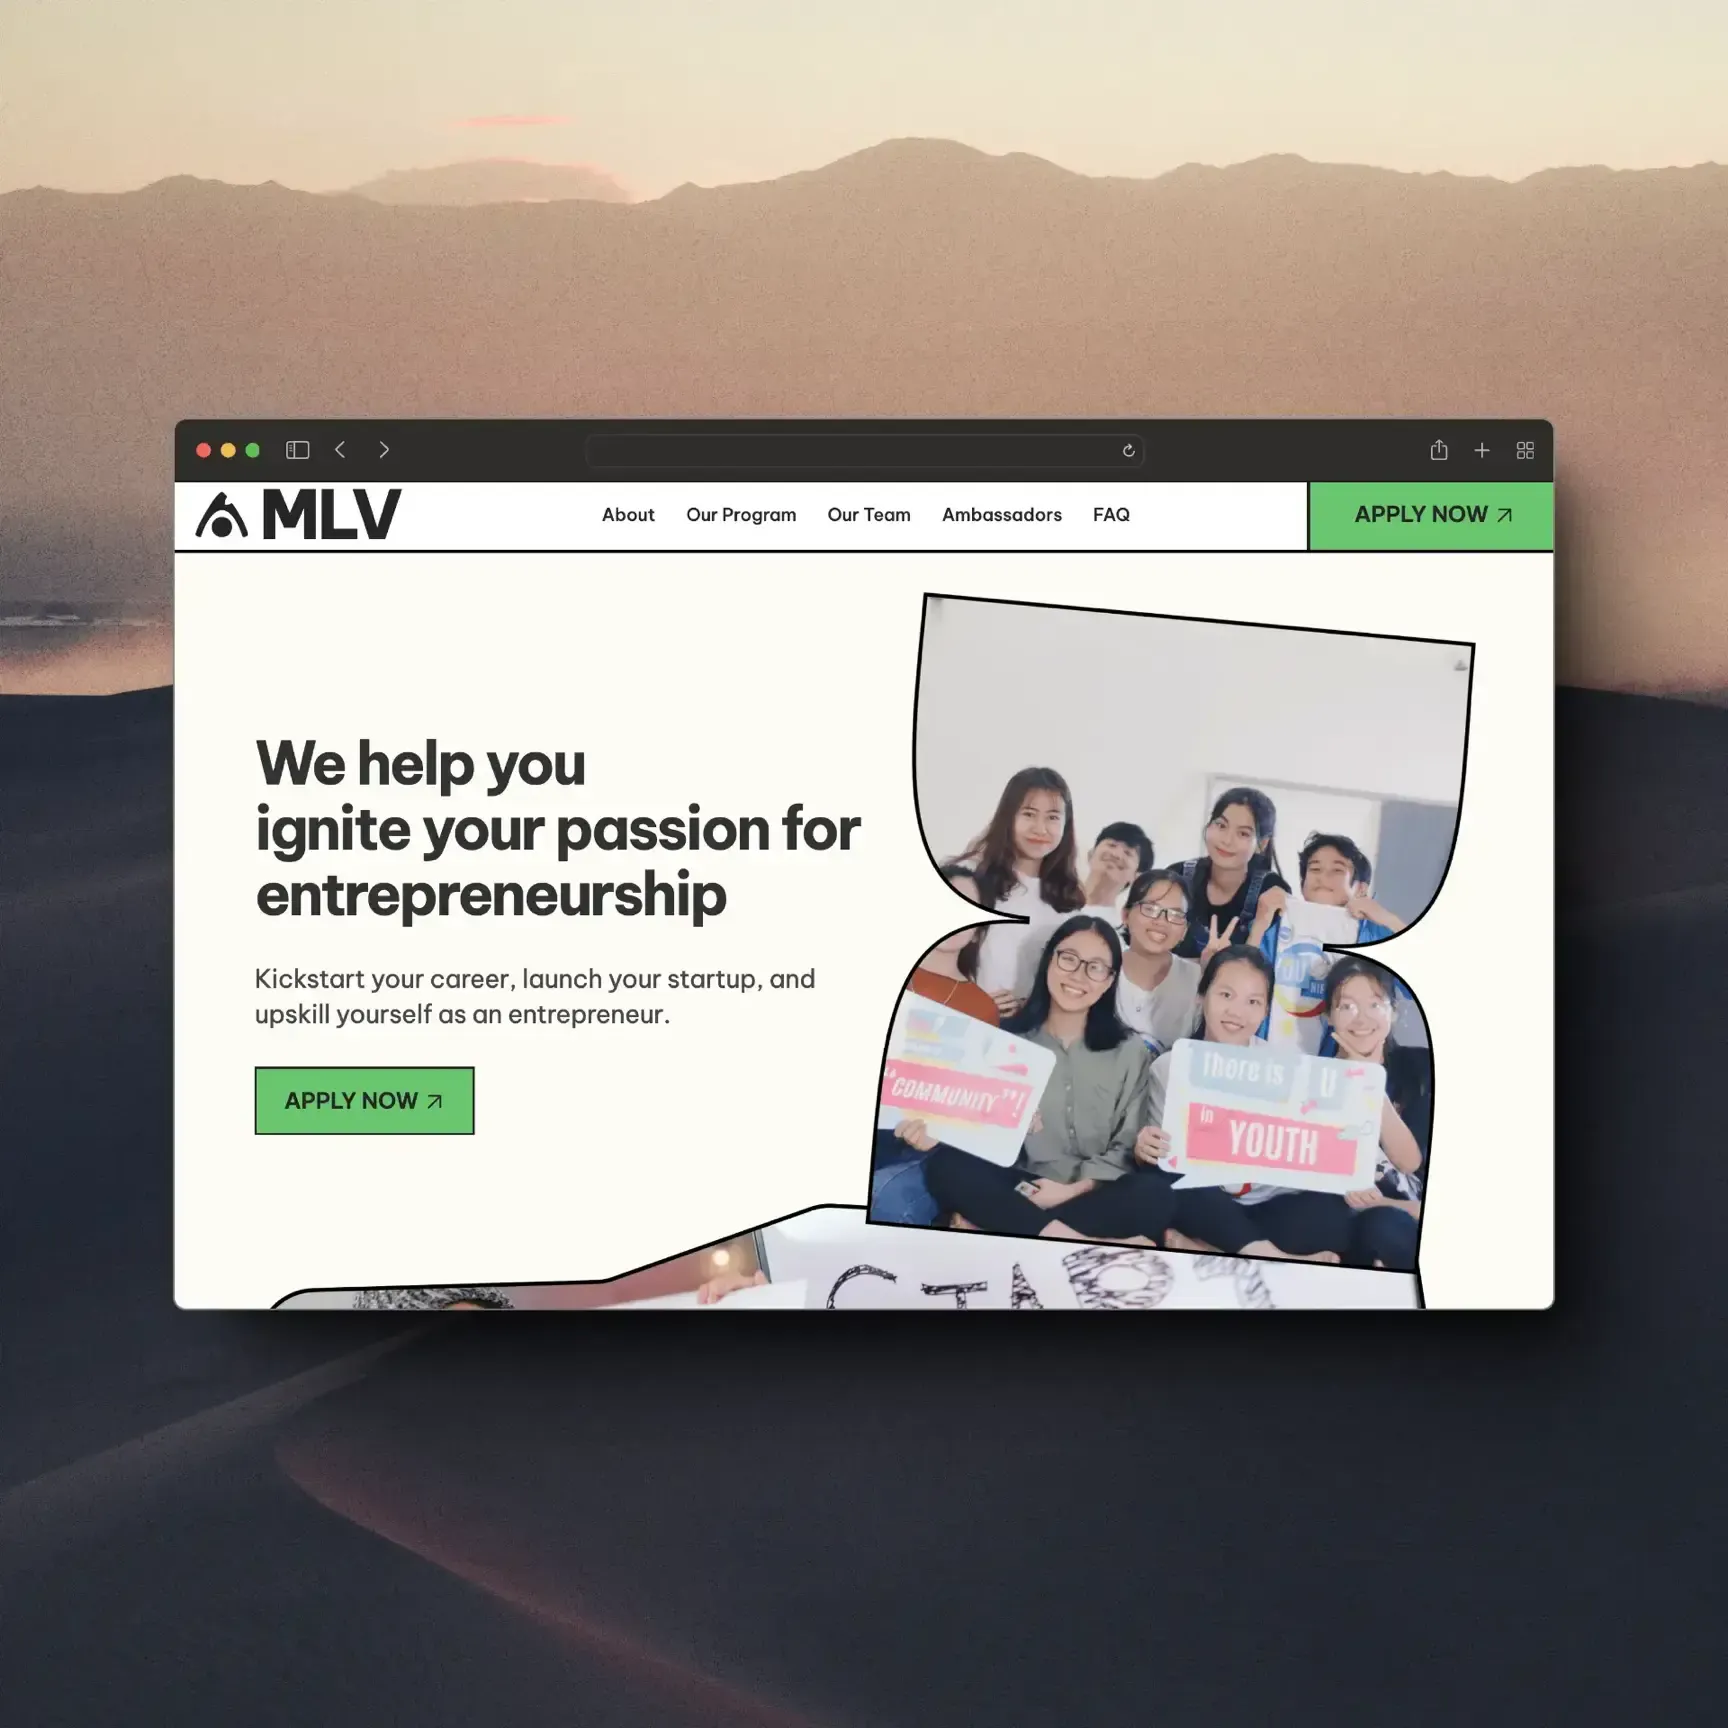 MLV
About Our Program Our Team Ambassadors FAQ
APPLY NOW
We help you
ignite your passion for
entrepreneurship
Kickstart your career, launch your startup, and
upskill yourself as an entrepreneur.
APPLY NOW
"COMMUNITY"!
There is U
in YOUTH
START